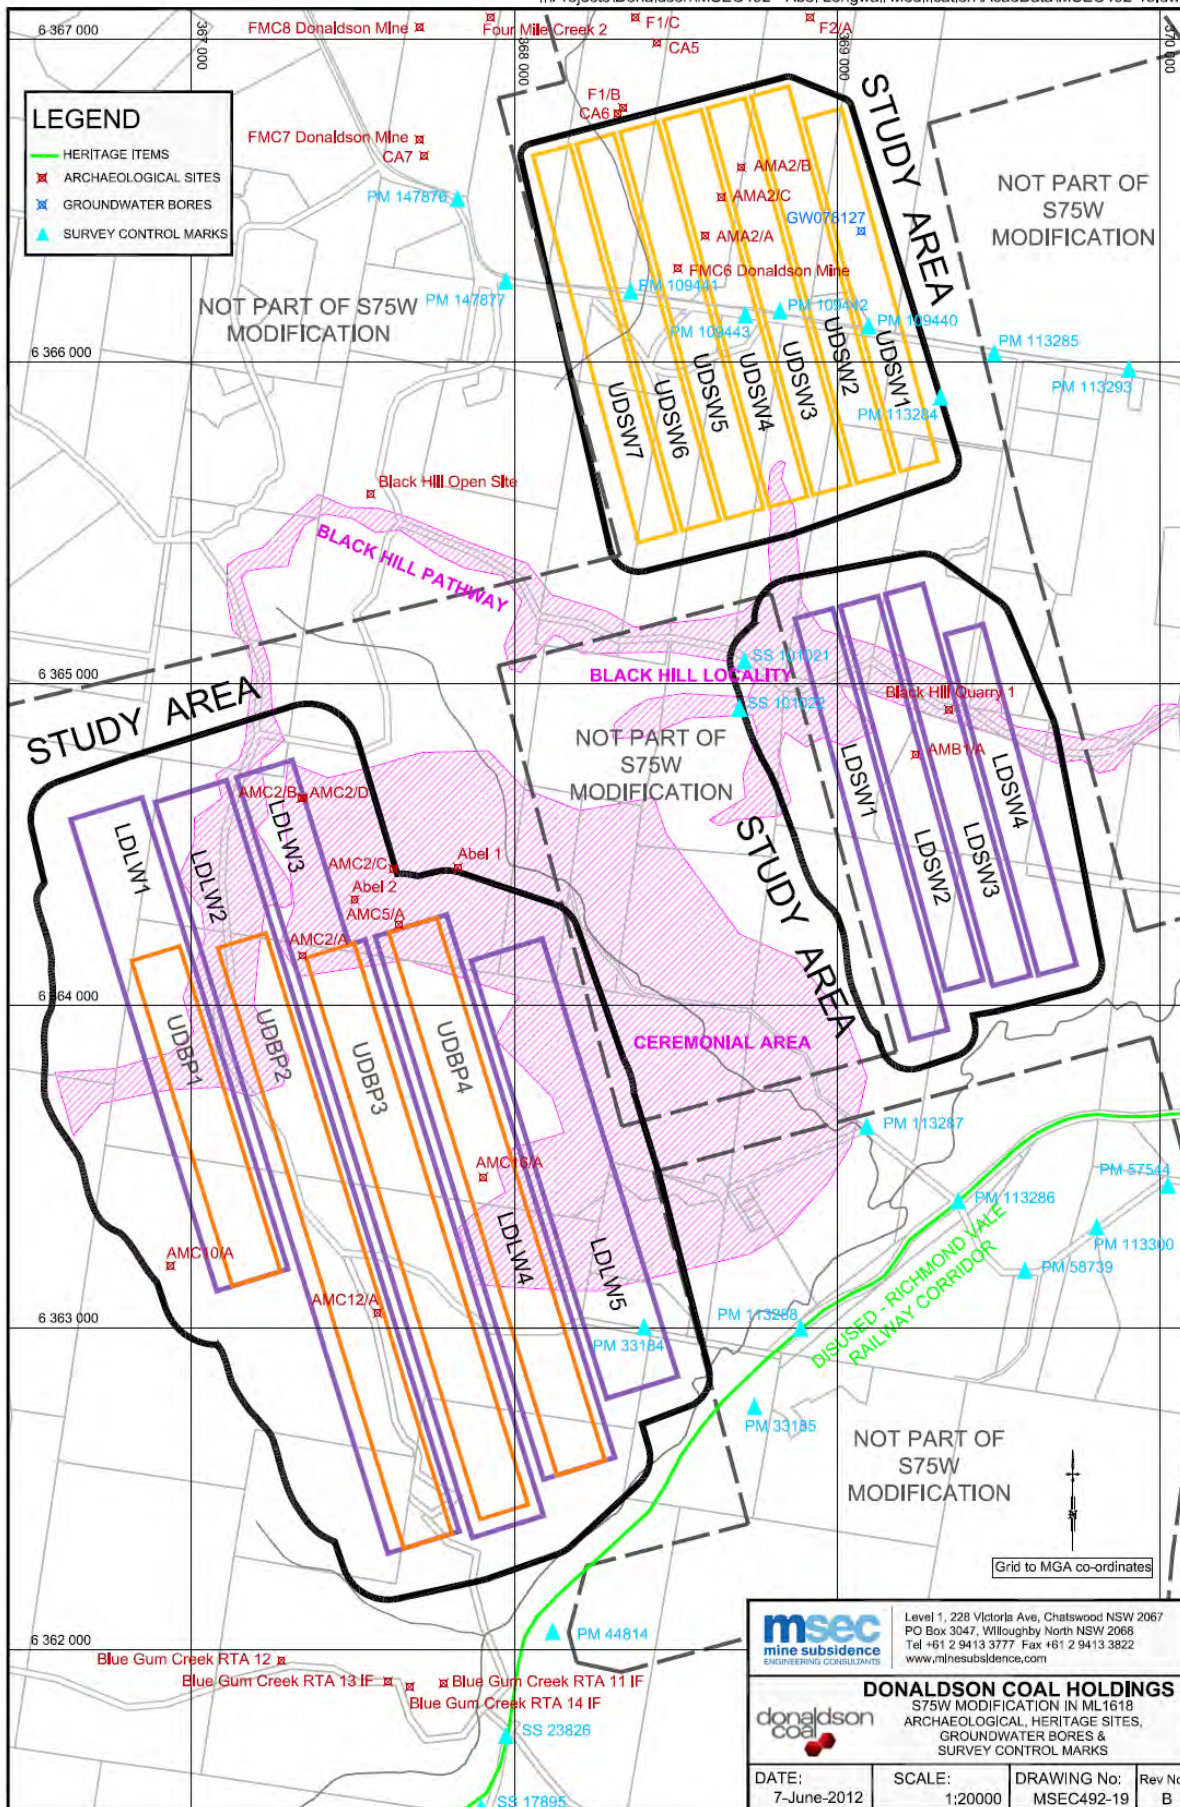 6 367 000
367 000
368 000
369 000
370 000
FMC8 Donaldson Mine
Four Mile Creek 2
F1/C
F2/A
CA5
LEGEND
HERITAGE ITEMS
ARCHAEOLOGICAL SITES
GROUNDWATER BORES
SURVEY CONTROL MARKS
F1/B
CA6
FMC7 Donaldson Mine
CA7
PM 147876
STUDY AREA
AMA2/B
AMA2/C
GW078127
AMA2/A
FMC6 Donaldson Mine
NOT PART OF
S75W
MODIFICATION
PM 147877
PM 109441
PM 109442
PM 109443
PM 109440
NOT PART OF S75W
MODIFICATION
PM 113285
PM 113293
PM 113284
6 366 000
UDSW7
UDSW6
UDSW5
UDSW4
UDSW3
UDSW2
UDSW1
Black Hill Open Site
BLACK HILL PATHWAY
SS 101021
BLACK HILL LOCALITY
SS 101022
6 365 000
Black Hill Quarry 1
AMB1/A
STUDY AREA
NOT PART OF
S75W
MODIFICATION
LDSW1
LDSW2
LDSW3
LDSW4
STUDY AREA
AMC2/B
AMC2/D
LDLW1
LDLW2
LDLW3
AMC2/C
Abel 1
Abel 2
AMC5/A
AMC2/A
6 364 000
UDBP1
UDBP2
UDBP3
UDBP4
CEREMONIAL AREA
PM 113287
AMC16/A
PM 57544
PM 113286
PM 113300
PM 58739
LDLW4
LDLW5
AMC10/A
AMC12/A
6 363 000
PM 33184
PM 113288
DISUSED - RICHMOND VALE
RAILWAY CORRIDOR
PM 33185
NOT PART OF
S75W
MODIFICATION
Grid to MGA co-ordinates
6 362 000
PM 44814
Blue Gum Creek RTA 12
Blue Gum Creek RTA 13 IF
Blue Gum Creek RTA 11 IF
Blue Gum Creek RTA 14 IF
SS 23826
SS 17895
msec
mine subsidence
ENGINEERING CONSULTANTS
Level 1, 228 Victoria Ave, Chatswood NSW 2067
PO Box 3047, Willoughby North NSW 2068
Tel +61 2 9413 3777 Fax +61 2 9413 3822
www.minesubsidence.com
donaldson
coal
DONALDSON COAL HOLDINGS
S75W MODIFICATION IN ML1618
ARCHAEOLOGICAL, HERITAGE SITES,
GROUNDWATER BORES &
SURVEY CONTROL MARKS
DATE:
7-June-2012
SCALE:
1:20000
DRAWING No:
MSEC492-19
Rev No
B